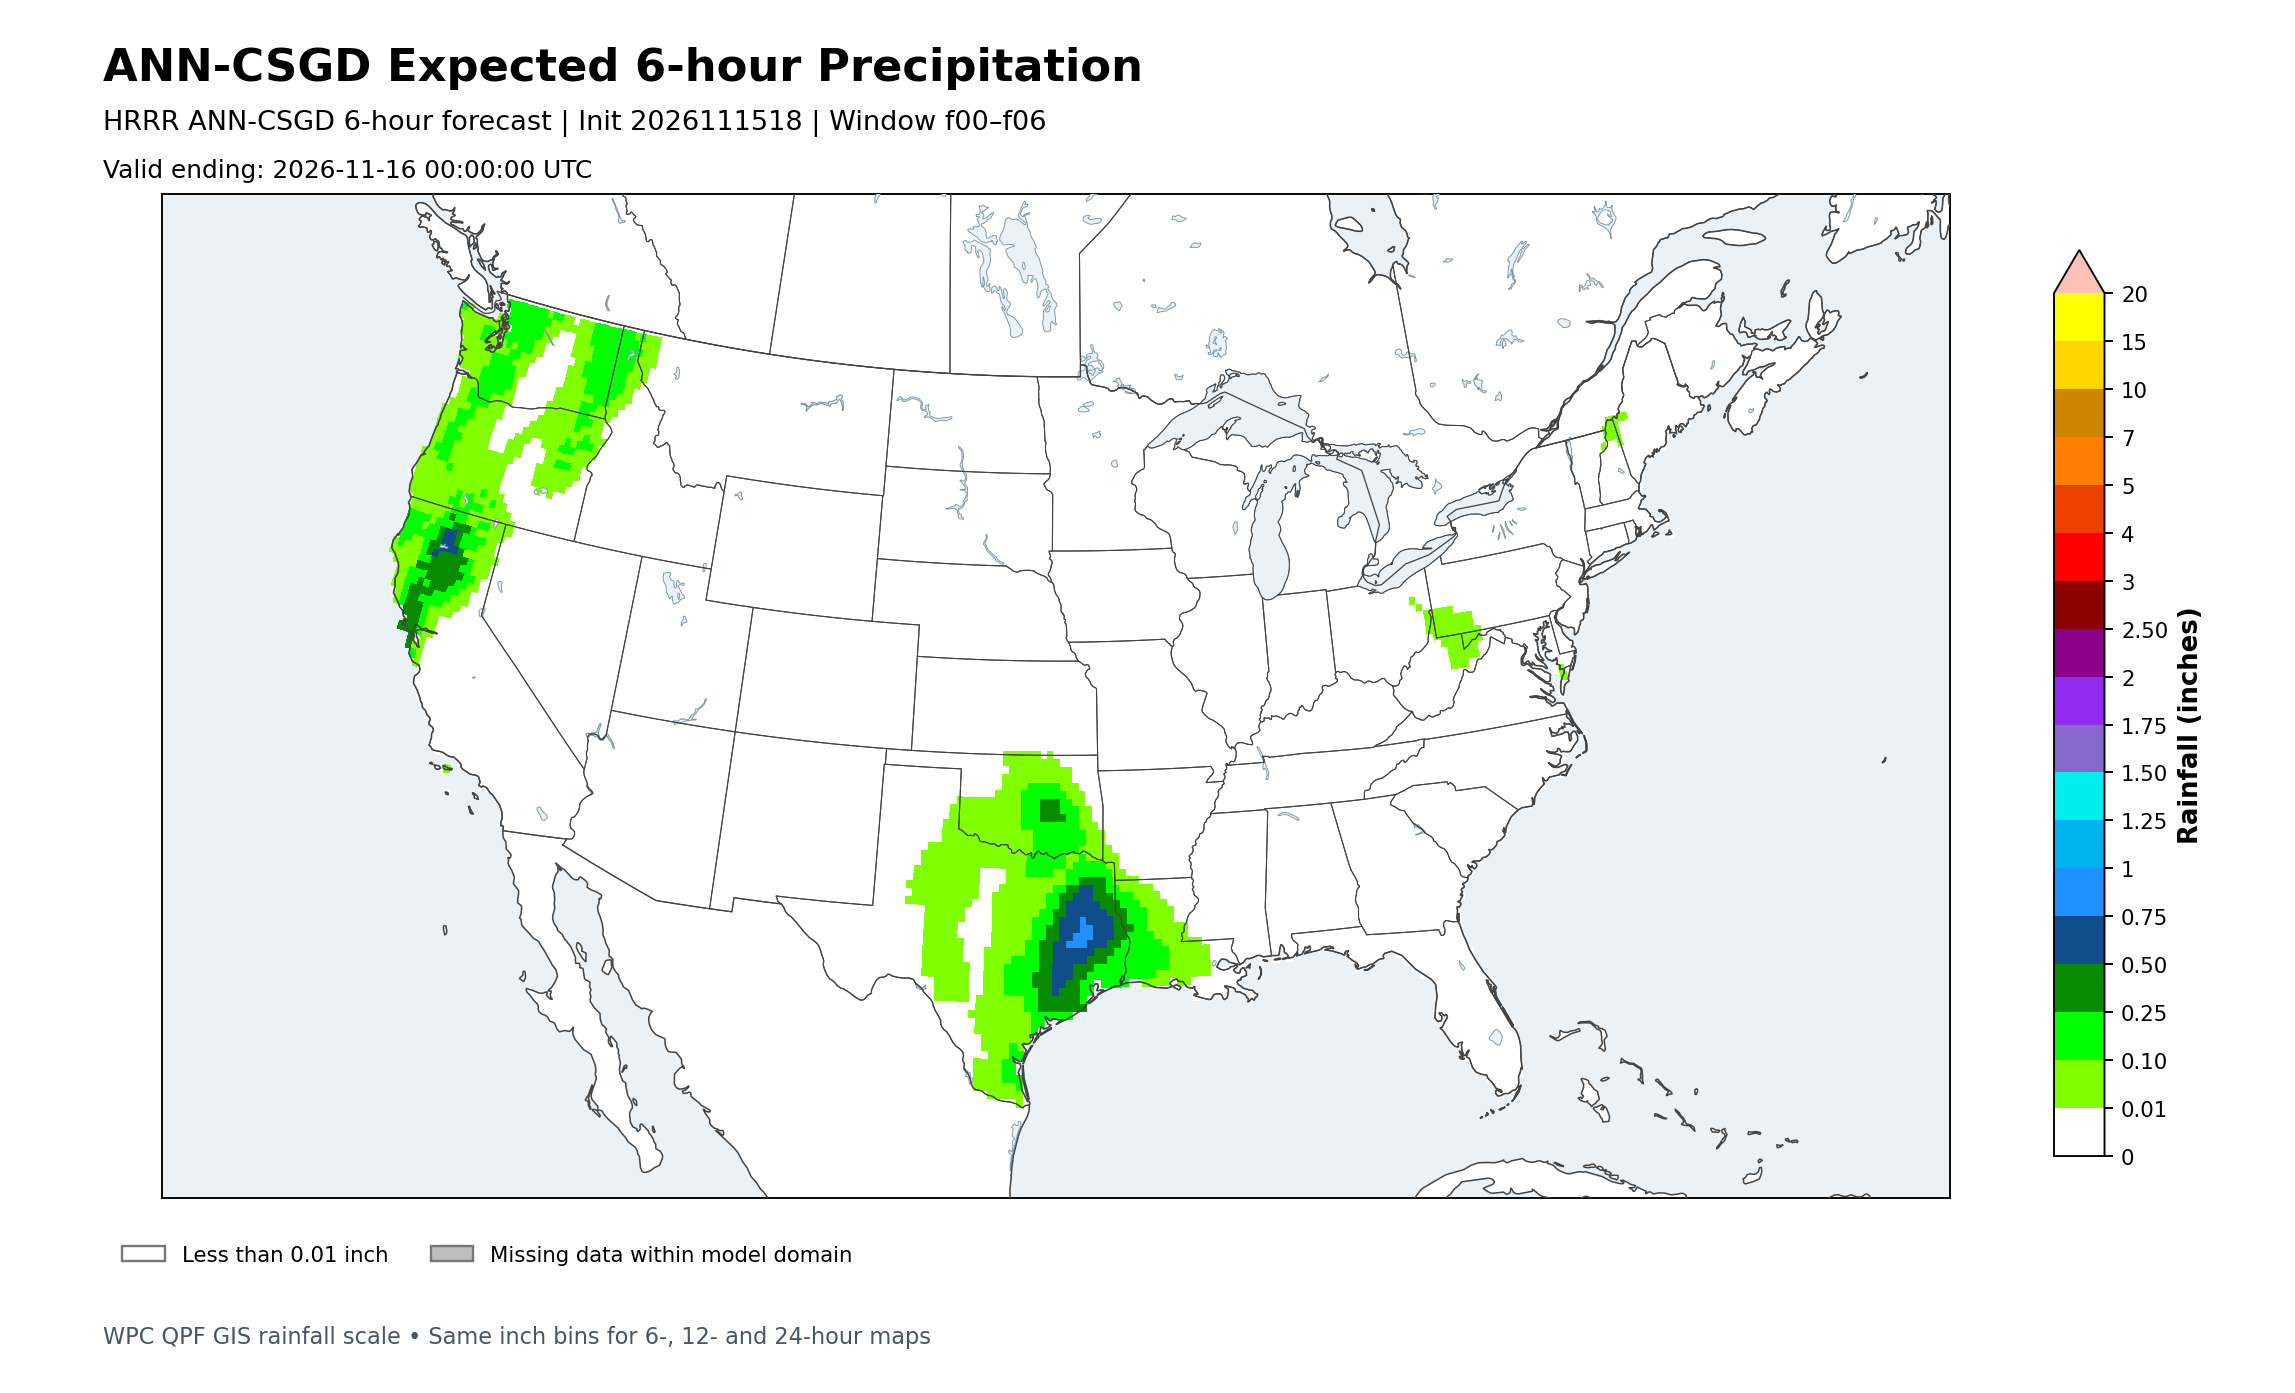 ANN-CSGD Expected 6-hour Precipitation
HRRR ANN-CSGD 6-hour forecast | Init 2026111518 | Window f00–f06
Valid ending: 2026-11-16 00:00:00 UTC
20
15
10
7
5
4
3
2.50
2
1.75
1.50
1.25
1
0.75
0.50
0.25
0.10
0.01
0
Rainfall (inches)
Less than 0.01 inch
Missing data within model domain
WPC QPF GIS rainfall scale • Same inch bins for 6-, 12- and 24-hour maps